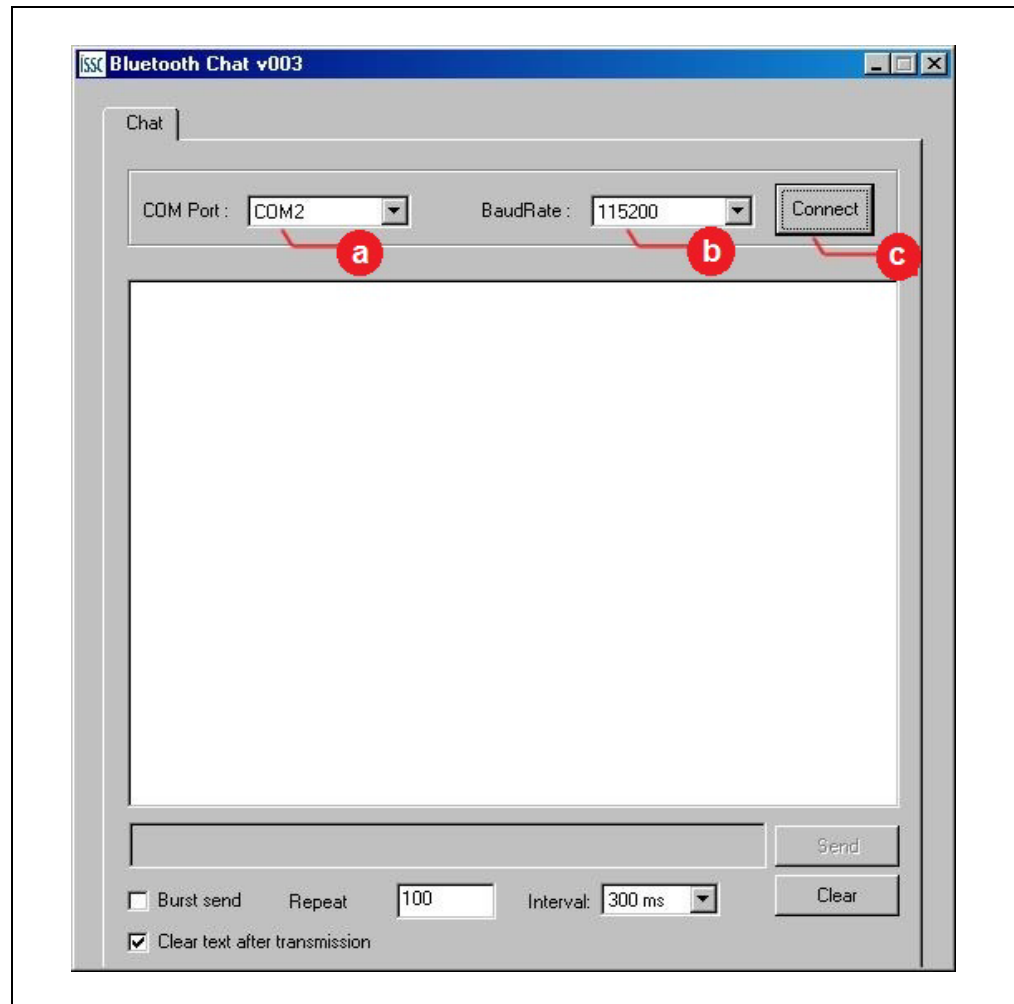 issc Bluetooth Chat v003
Chat
COM Port : COM2 BaudRate : 115200 Connect
a b c
Send
Burst send Repeat 100 Interval: 300 ms Clear
Clear text after transmission